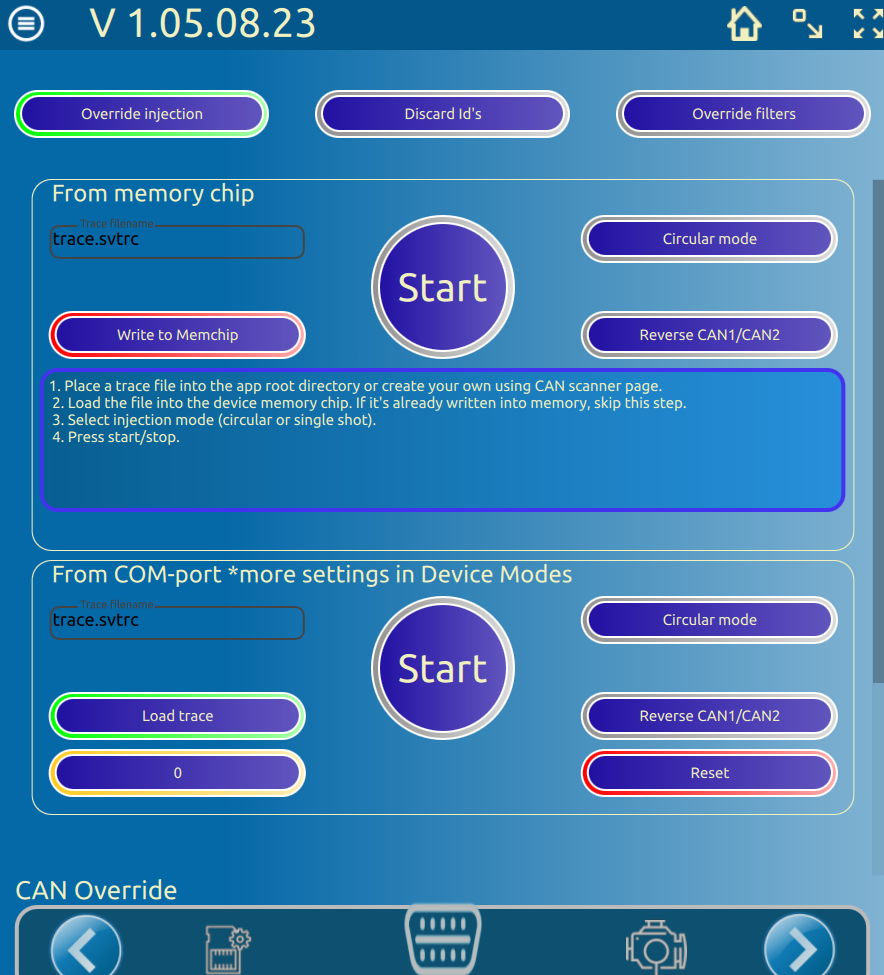 V 1.05.08.23
Override injection
Discard Id's
Override filters
From memory chip
Trace filename
trace.svtrc
Start
Circular mode
Write to Memchip
Reverse CAN1/CAN2
1. Place a trace file into the app root directory or create your own using CAN scanner page.
2. Load the file into the device memory chip. If it's already written into memory, skip this step.
3. Select injection mode (circular or single shot).
4. Press start/stop.
From COM-port *more settings in Device Modes
Trace filename
trace.svtrc
Start
Circular mode
Load trace
Reverse CAN1/CAN2
0
Reset
CAN Override